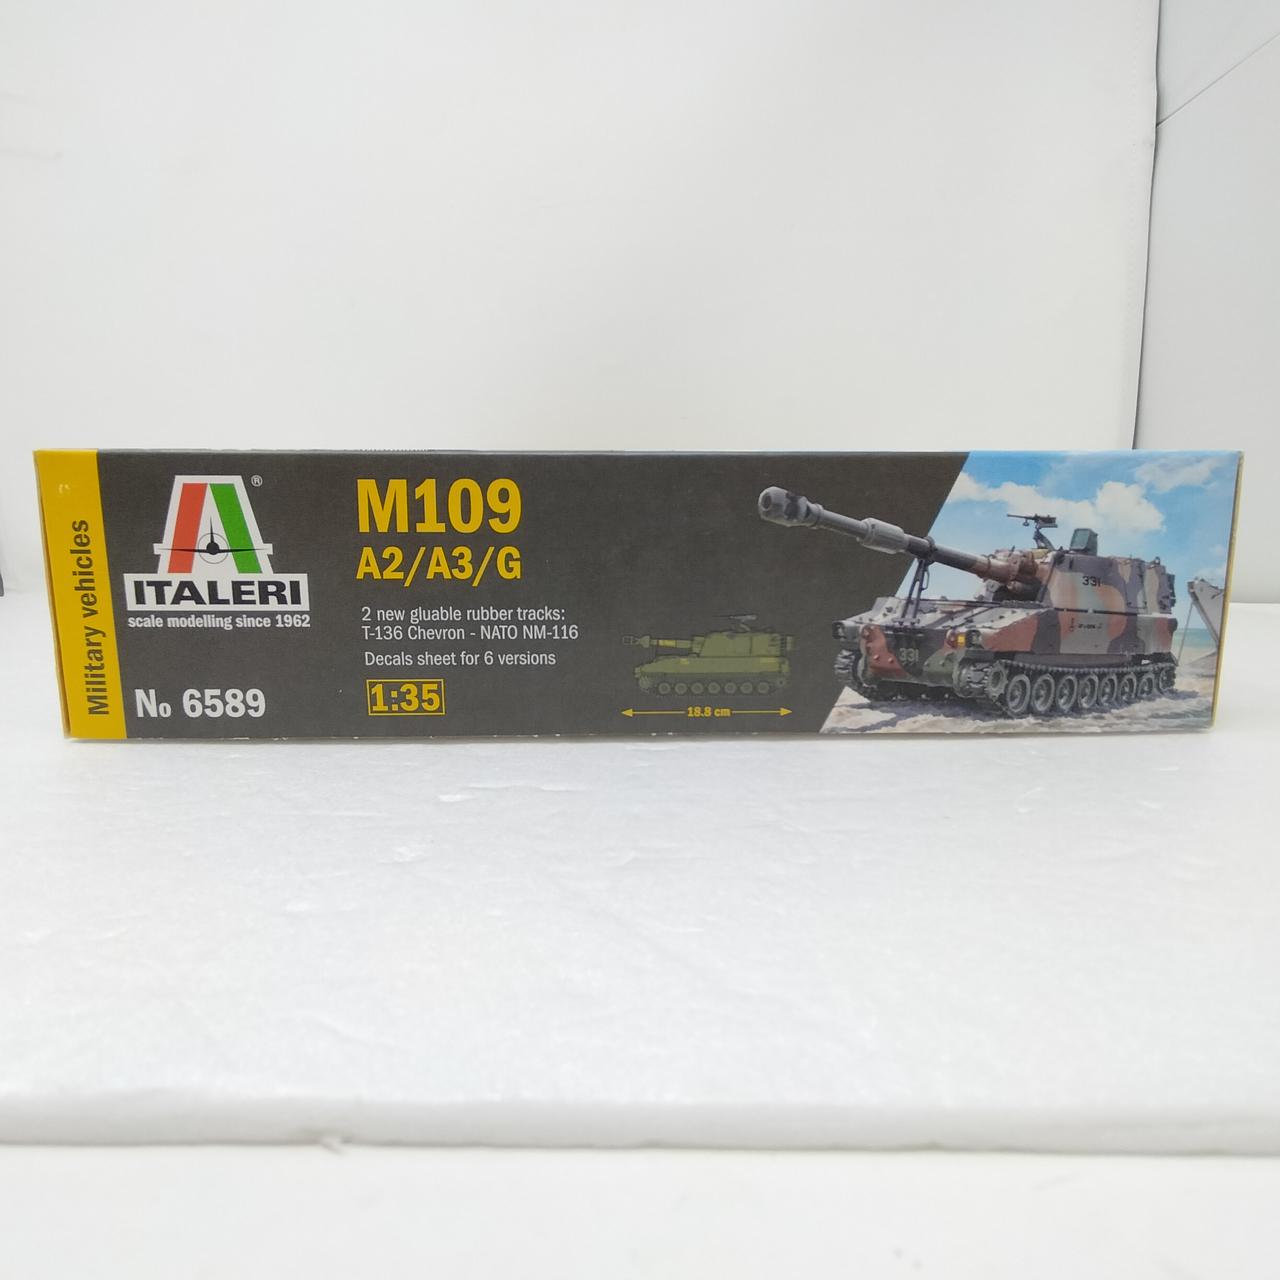 Military vehicles
®
ITALERI
scale modelling since 1962
No 6589
M109
A2/A3/G
2 new gluable rubber tracks:
T-136 Chevron - NATO NM-116
Decals sheet for 6 versions
1:35
18.8 cm
331
331